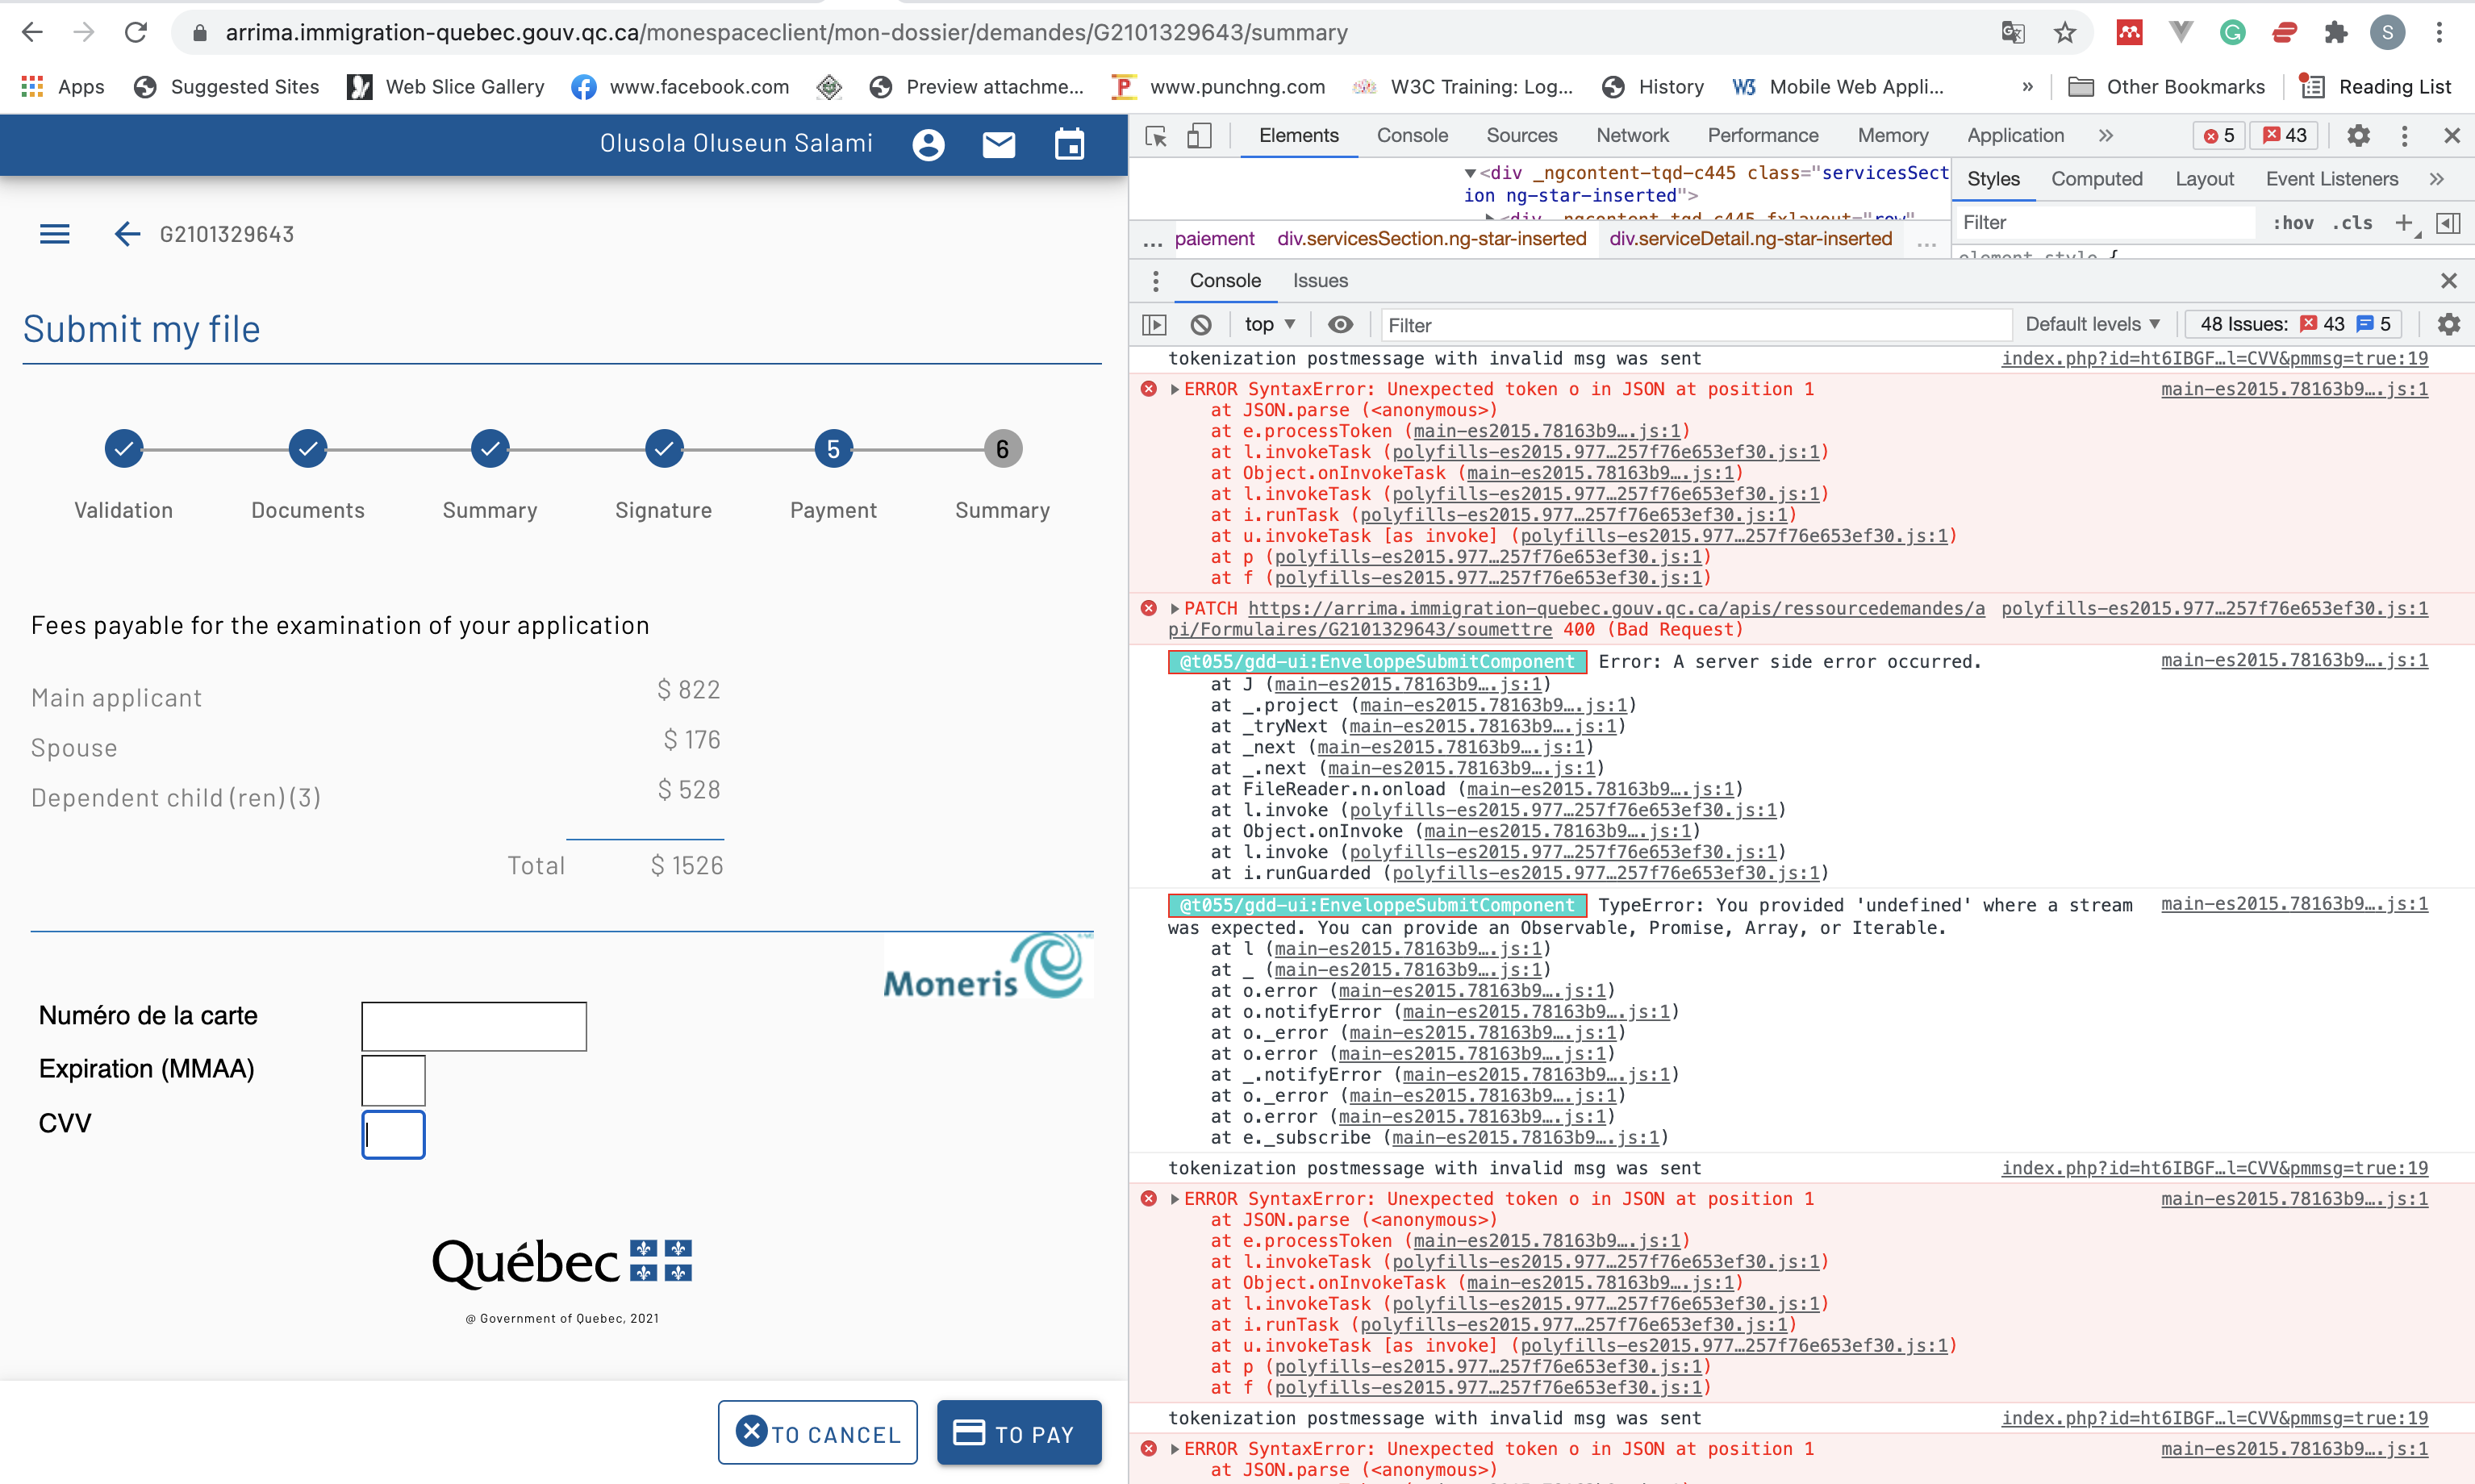 arrima.immigration-quebec.gouv.qc.ca/monespaceclient/mon-dossier/demandes/G2101329643/summary
S
Apps Suggested Sites Web Slice Gallery www.facebook.com Preview attachme... www.punchng.com W3C Training: Log... History Mobile Web Appli... » Other Bookmarks Reading List
Olusola Oluseun Salami
G2101329643
Submit my file
5 6
Validation Documents Summary Signature Payment Summary
Fees payable for the examination of your application
Main applicant $ 822
Spouse $ 176
Dependent child (ren) (3) $ 528
Total $ 1526
Moneris
Numéro de la carte
Expiration (MMAA)
CVV
Québec
@ Government of Quebec, 2021
TO CANCEL TO PAY
Elements Console Sources Network Performance Memory Application » 5 43
▼<div _ngcontent-tqd-c445 class="servicesSect
ion ng-star-inserted">
▶<div _ngcontent-tqd-c445 fxlayout="row"
... paiement div.servicesSection.ng-star-inserted div.serviceDetail.ng-star-inserted ...
Styles Computed Layout Event Listeners »
Filter :hov .cls +
element.style {
Console Issues
top ▼ Filter Default levels ▼ 48 Issues: 43 5
tokenization postmessage with invalid msg was sent index.php?id=ht6IBGF…l=CVV&pmmsg=true:19
▶ERROR SyntaxError: Unexpected token o in JSON at position 1 main-es2015.78163b9….js:1
at JSON.parse (<anonymous>)
at e.processToken (main-es2015.78163b9….js:1)
at l.invokeTask (polyfills-es2015.977…257f76e653ef30.js:1)
at Object.onInvokeTask (main-es2015.78163b9….js:1)
at l.invokeTask (polyfills-es2015.977…257f76e653ef30.js:1)
at i.runTask (polyfills-es2015.977…257f76e653ef30.js:1)
at u.invokeTask [as invoke] (polyfills-es2015.977…257f76e653ef30.js:1)
at p (polyfills-es2015.977…257f76e653ef30.js:1)
at f (polyfills-es2015.977…257f76e653ef30.js:1)
▶PATCH https://arrima.immigration-quebec.gouv.qc.ca/apis/ressourcedemandes/a polyfills-es2015.977…257f76e653ef30.js:1
pi/Formulaires/G2101329643/soumettre 400 (Bad Request)
@t055/gdd-ui:EnveloppeSubmitComponent Error: A server side error occurred. main-es2015.78163b9….js:1
at J (main-es2015.78163b9….js:1)
at _.project (main-es2015.78163b9….js:1)
at _tryNext (main-es2015.78163b9….js:1)
at _next (main-es2015.78163b9….js:1)
at _.next (main-es2015.78163b9….js:1)
at FileReader.n.onload (main-es2015.78163b9….js:1)
at l.invoke (polyfills-es2015.977…257f76e653ef30.js:1)
at Object.onInvoke (main-es2015.78163b9….js:1)
at l.invoke (polyfills-es2015.977…257f76e653ef30.js:1)
at i.runGuarded (polyfills-es2015.977…257f76e653ef30.js:1)
@t055/gdd-ui:EnveloppeSubmitComponent TypeError: You provided 'undefined' where a stream main-es2015.78163b9….js:1
was expected. You can provide an Observable, Promise, Array, or Iterable.
at l (main-es2015.78163b9….js:1)
at _ (main-es2015.78163b9….js:1)
at o.error (main-es2015.78163b9….js:1)
at o.notifyError (main-es2015.78163b9….js:1)
at o._error (main-es2015.78163b9….js:1)
at o.error (main-es2015.78163b9….js:1)
at _.notifyError (main-es2015.78163b9….js:1)
at o._error (main-es2015.78163b9….js:1)
at o.error (main-es2015.78163b9….js:1)
at e._subscribe (main-es2015.78163b9….js:1)
tokenization postmessage with invalid msg was sent index.php?id=ht6IBGF…l=CVV&pmmsg=true:19
▶ERROR SyntaxError: Unexpected token o in JSON at position 1 main-es2015.78163b9….js:1
at JSON.parse (<anonymous>)
at e.processToken (main-es2015.78163b9….js:1)
at l.invokeTask (polyfills-es2015.977…257f76e653ef30.js:1)
at Object.onInvokeTask (main-es2015.78163b9….js:1)
at l.invokeTask (polyfills-es2015.977…257f76e653ef30.js:1)
at i.runTask (polyfills-es2015.977…257f76e653ef30.js:1)
at u.invokeTask [as invoke] (polyfills-es2015.977…257f76e653ef30.js:1)
at p (polyfills-es2015.977…257f76e653ef30.js:1)
at f (polyfills-es2015.977…257f76e653ef30.js:1)
tokenization postmessage with invalid msg was sent index.php?id=ht6IBGF…l=CVV&pmmsg=true:19
▶ERROR SyntaxError: Unexpected token o in JSON at position 1 main-es2015.78163b9….js:1
at JSON.parse (<anonymous>)